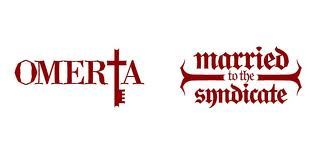 OMERTA
married
to the
syndicate